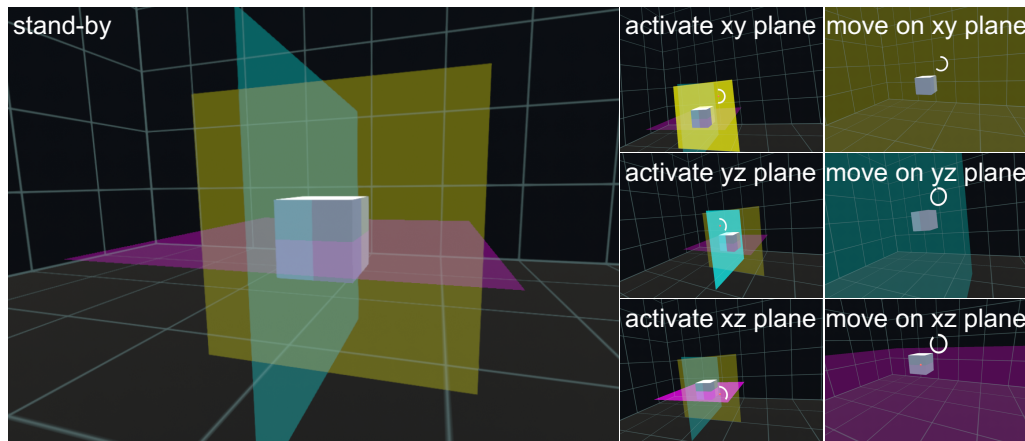 stand-by
activate xy plane
move on xy plane
activate yz plane
move on yz plane
activate xz plane
move on xz plane